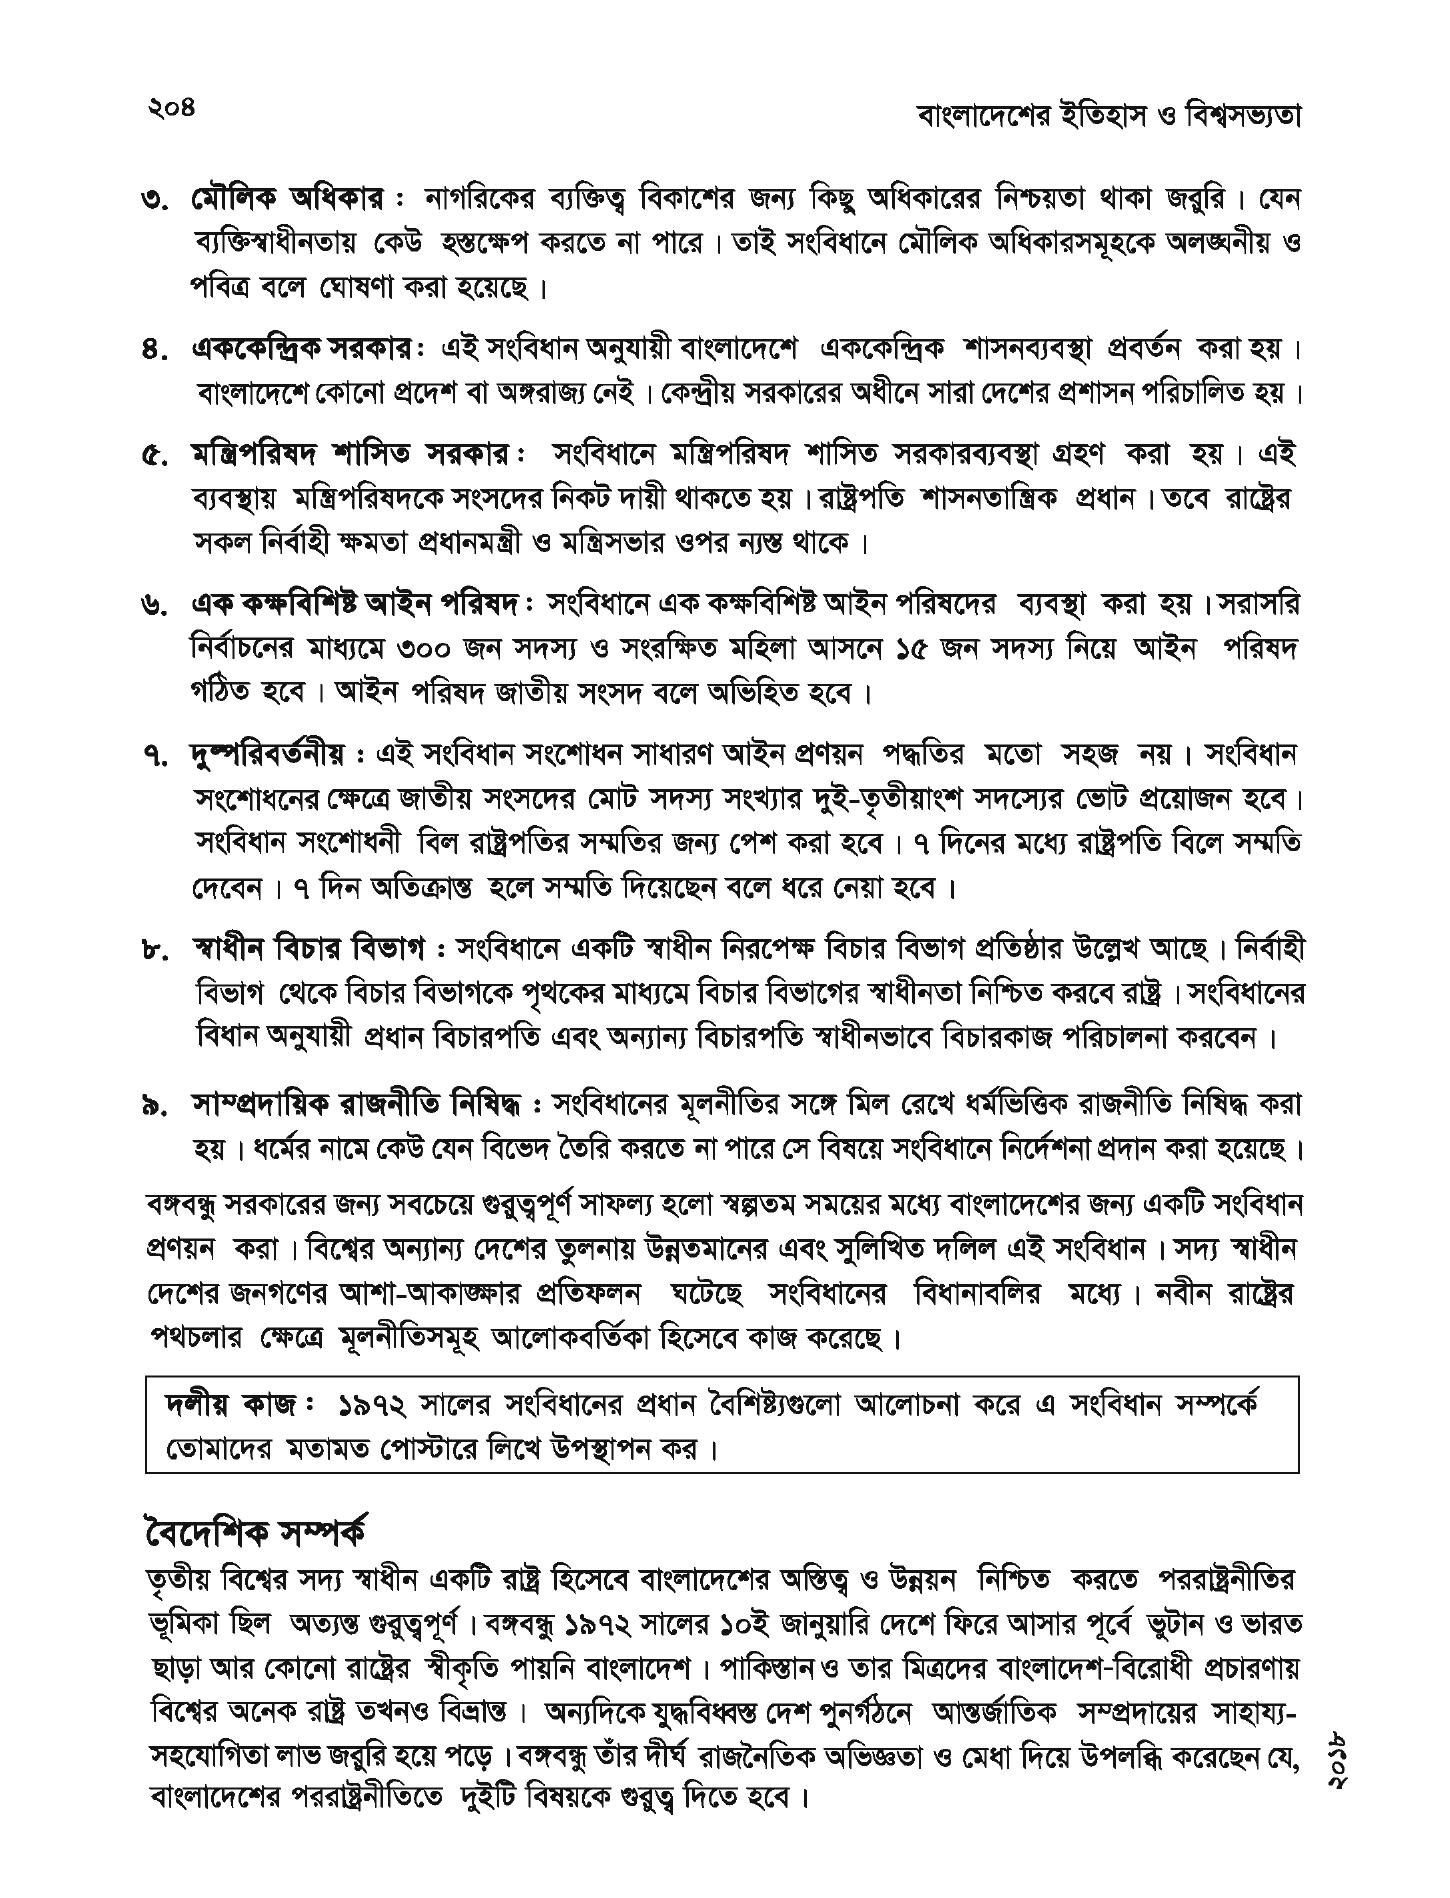 ২০৪
বাংলাদেশের ইতিহাস ও বিশ্বসভ্যতা
৩. মৌলিক অধিকার : নাগরিকের ব্যক্তিত্ব বিকাশের জন্য কিছু অধিকারের নিশ্চয়তা থাকা জরুরি। যেন
ব্যক্তিস্বাধীনতায় কেউ হস্তক্ষেপ করতে না পারে। তাই সংবিধানে মৌলিক অধিকারসমূহকে অলঙ্ঘনীয় ও
পবিত্র বলে ঘোষণা করা হয়েছে।
৪. এককেন্দ্রিক সরকার : এই সংবিধান অনুযায়ী বাংলাদেশে এককেন্দ্রিক শাসনব্যবস্থা প্রবর্তন করা হয়।
বাংলাদেশে কোনো প্রদেশ বা অঙ্গরাজ্য নেই। কেন্দ্রীয় সরকারের অধীনে সারা দেশের প্রশাসন পরিচালিত হয়।
৫. মন্ত্রিপরিষদ শাসিত সরকার : সংবিধানে মন্ত্রিপরিষদ শাসিত সরকারব্যবস্থা গ্রহণ করা হয়। এই
ব্যবস্থায় মন্ত্রিপরিষদকে সংসদের নিকট দায়ী থাকতে হয়। রাষ্ট্রপতি শাসনতান্ত্রিক প্রধান। তবে রাষ্ট্রের
সকল নির্বাহী ক্ষমতা প্রধানমন্ত্রী ও মন্ত্রিসভার ওপর ন্যস্ত থাকে।
৬. এক কক্ষবিশিষ্ট আইন পরিষদ : সংবিধানে এক কক্ষবিশিষ্ট আইন পরিষদের ব্যবস্থা করা হয়। সরাসরি
নির্বাচনের মাধ্যমে ৩০০ জন সদস্য ও সংরক্ষিত মহিলা আসনে ১৫ জন সদস্য নিয়ে আইন পরিষদ
গঠিত হবে। আইন পরিষদ জাতীয় সংসদ বলে অভিহিত হবে।
৭. দুষ্পরিবর্তনীয় : এই সংবিধান সংশোধন সাধারণ আইন প্রণয়ন পদ্ধতির মতো সহজ নয়। সংবিধান
সংশোধনের ক্ষেত্রে জাতীয় সংসদের মোট সদস্য সংখ্যার দুই-তৃতীয়াংশ সদস্যের ভোট প্রয়োজন হবে।
সংবিধান সংশোধনী বিল রাষ্ট্রপতির সম্মতির জন্য পেশ করা হবে। ৭ দিনের মধ্যে রাষ্ট্রপতি বিলে সম্মতি
দেবেন। ৭ দিন অতিক্রান্ত হলে সম্মতি দিয়েছেন বলে ধরে নেয়া হবে।
৮. স্বাধীন বিচার বিভাগ : সংবিধানে একটি স্বাধীন নিরপেক্ষ বিচার বিভাগ প্রতিষ্ঠার উল্লেখ আছে। নির্বাহী
বিভাগ থেকে বিচার বিভাগকে পৃথকের মাধ্যমে বিচার বিভাগের স্বাধীনতা নিশ্চিত করবে রাষ্ট্র। সংবিধানের
বিধান অনুযায়ী প্রধান বিচারপতি এবং অন্যান্য বিচারপতি স্বাধীনভাবে বিচারকাজ পরিচালনা করবেন।
৯. সাম্প্রদায়িক রাজনীতি নিষিদ্ধ : সংবিধানের মূলনীতির সঙ্গে মিল রেখে ধর্মভিত্তিক রাজনীতি নিষিদ্ধ করা
হয়। ধর্মের নামে কেউ যেন বিভেদ তৈরি করতে না পারে সে বিষয়ে সংবিধানে নির্দেশনা প্রদান করা হয়েছে।
বঙ্গবন্ধু সরকারের জন্য সবচেয়ে গুরুত্বপূর্ণ সাফল্য হলো স্বল্পতম সময়ের মধ্যে বাংলাদেশের জন্য একটি সংবিধান
প্রণয়ন করা। বিশ্বের অন্যান্য দেশের তুলনায় উন্নতমানের এবং সুলিখিত দলিল এই সংবিধান। সদ্য স্বাধীন
দেশের জনগণের আশা-আকাঙ্ক্ষার প্রতিফলন ঘটেছে সংবিধানের বিধানাবলির মধ্যে। নবীন রাষ্ট্রের
পথচলার ক্ষেত্রে মূলনীতিসমূহ আলোকবর্তিকা হিসেবে কাজ করেছে।
দলীয় কাজ : ১৯৭২ সালের সংবিধানের প্রধান বৈশিষ্ট্যগুলো আলোচনা করে এ সংবিধান সম্পর্কে
তোমাদের মতামত পোস্টারে লিখে উপস্থাপন কর।
বৈদেশিক সম্পর্ক
তৃতীয় বিশ্বের সদ্য স্বাধীন একটি রাষ্ট্র হিসেবে বাংলাদেশের অস্তিত্ব ও উন্নয়ন নিশ্চিত করতে পররাষ্ট্রনীতির
ভূমিকা ছিল অত্যন্ত গুরুত্বপূর্ণ। বঙ্গবন্ধু ১৯৭২ সালের ১০ই জানুয়ারি দেশে ফিরে আসার পূর্বে ভুটান ও ভারত
ছাড়া আর কোনো রাষ্ট্রের স্বীকৃতি পায়নি বাংলাদেশ। পাকিস্তান ও তার মিত্রদের বাংলাদেশ-বিরোধী প্রচারণায়
বিশ্বের অনেক রাষ্ট্র তখনও বিভ্রান্ত। অন্যদিকে যুদ্ধবিধ্বস্ত দেশ পুনর্গঠনে আন্তর্জাতিক সম্প্রদায়ের সাহায্য-
সহযোগিতা লাভ জরুরি হয়ে পড়ে। বঙ্গবন্ধু তাঁর দীর্ঘ রাজনৈতিক অভিজ্ঞতা ও মেধা দিয়ে উপলব্ধি করেছেন যে,
বাংলাদেশের পররাষ্ট্রনীতিতে দুইটি বিষয়কে গুরুত্ব দিতে হবে।
২০১৮